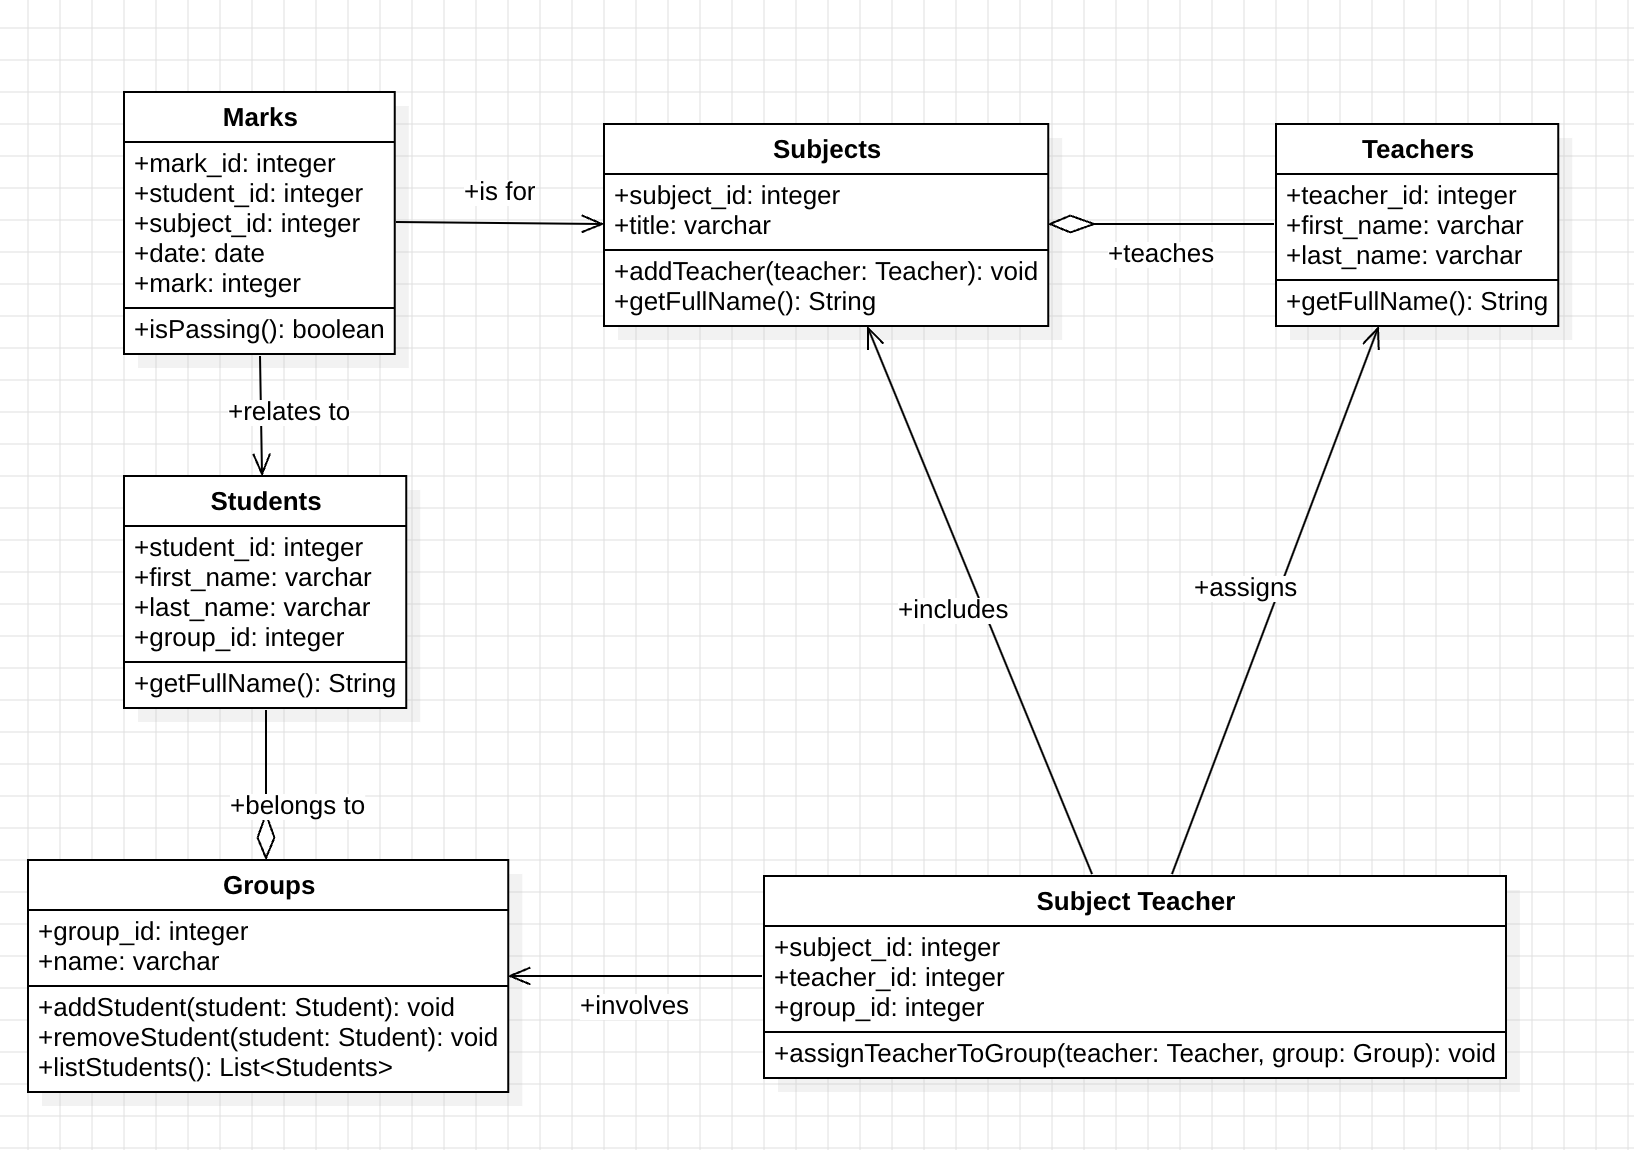 Marks
+mark_id: integer
+student_id: integer
+subject_id: integer
+date: date
+mark: integer
+isPassing(): boolean
+is for
Subjects
+subject_id: integer
+title: varchar
+addTeacher(teacher: Teacher): void
+getFullName(): String
+teaches
Teachers
+teacher_id: integer
+first_name: varchar
+last_name: varchar
+getFullName(): String
+relates to
Students
+student_id: integer
+first_name: varchar
+last_name: varchar
+group_id: integer
+getFullName(): String
+includes
+assigns
+belongs to
Groups
+group_id: integer
+name: varchar
+addStudent(student: Student): void
+removeStudent(student: Student): void
+listStudents(): List<Students>
+involves
Subject Teacher
+subject_id: integer
+teacher_id: integer
+group_id: integer
+assignTeacherToGroup(teacher: Teacher, group: Group): void